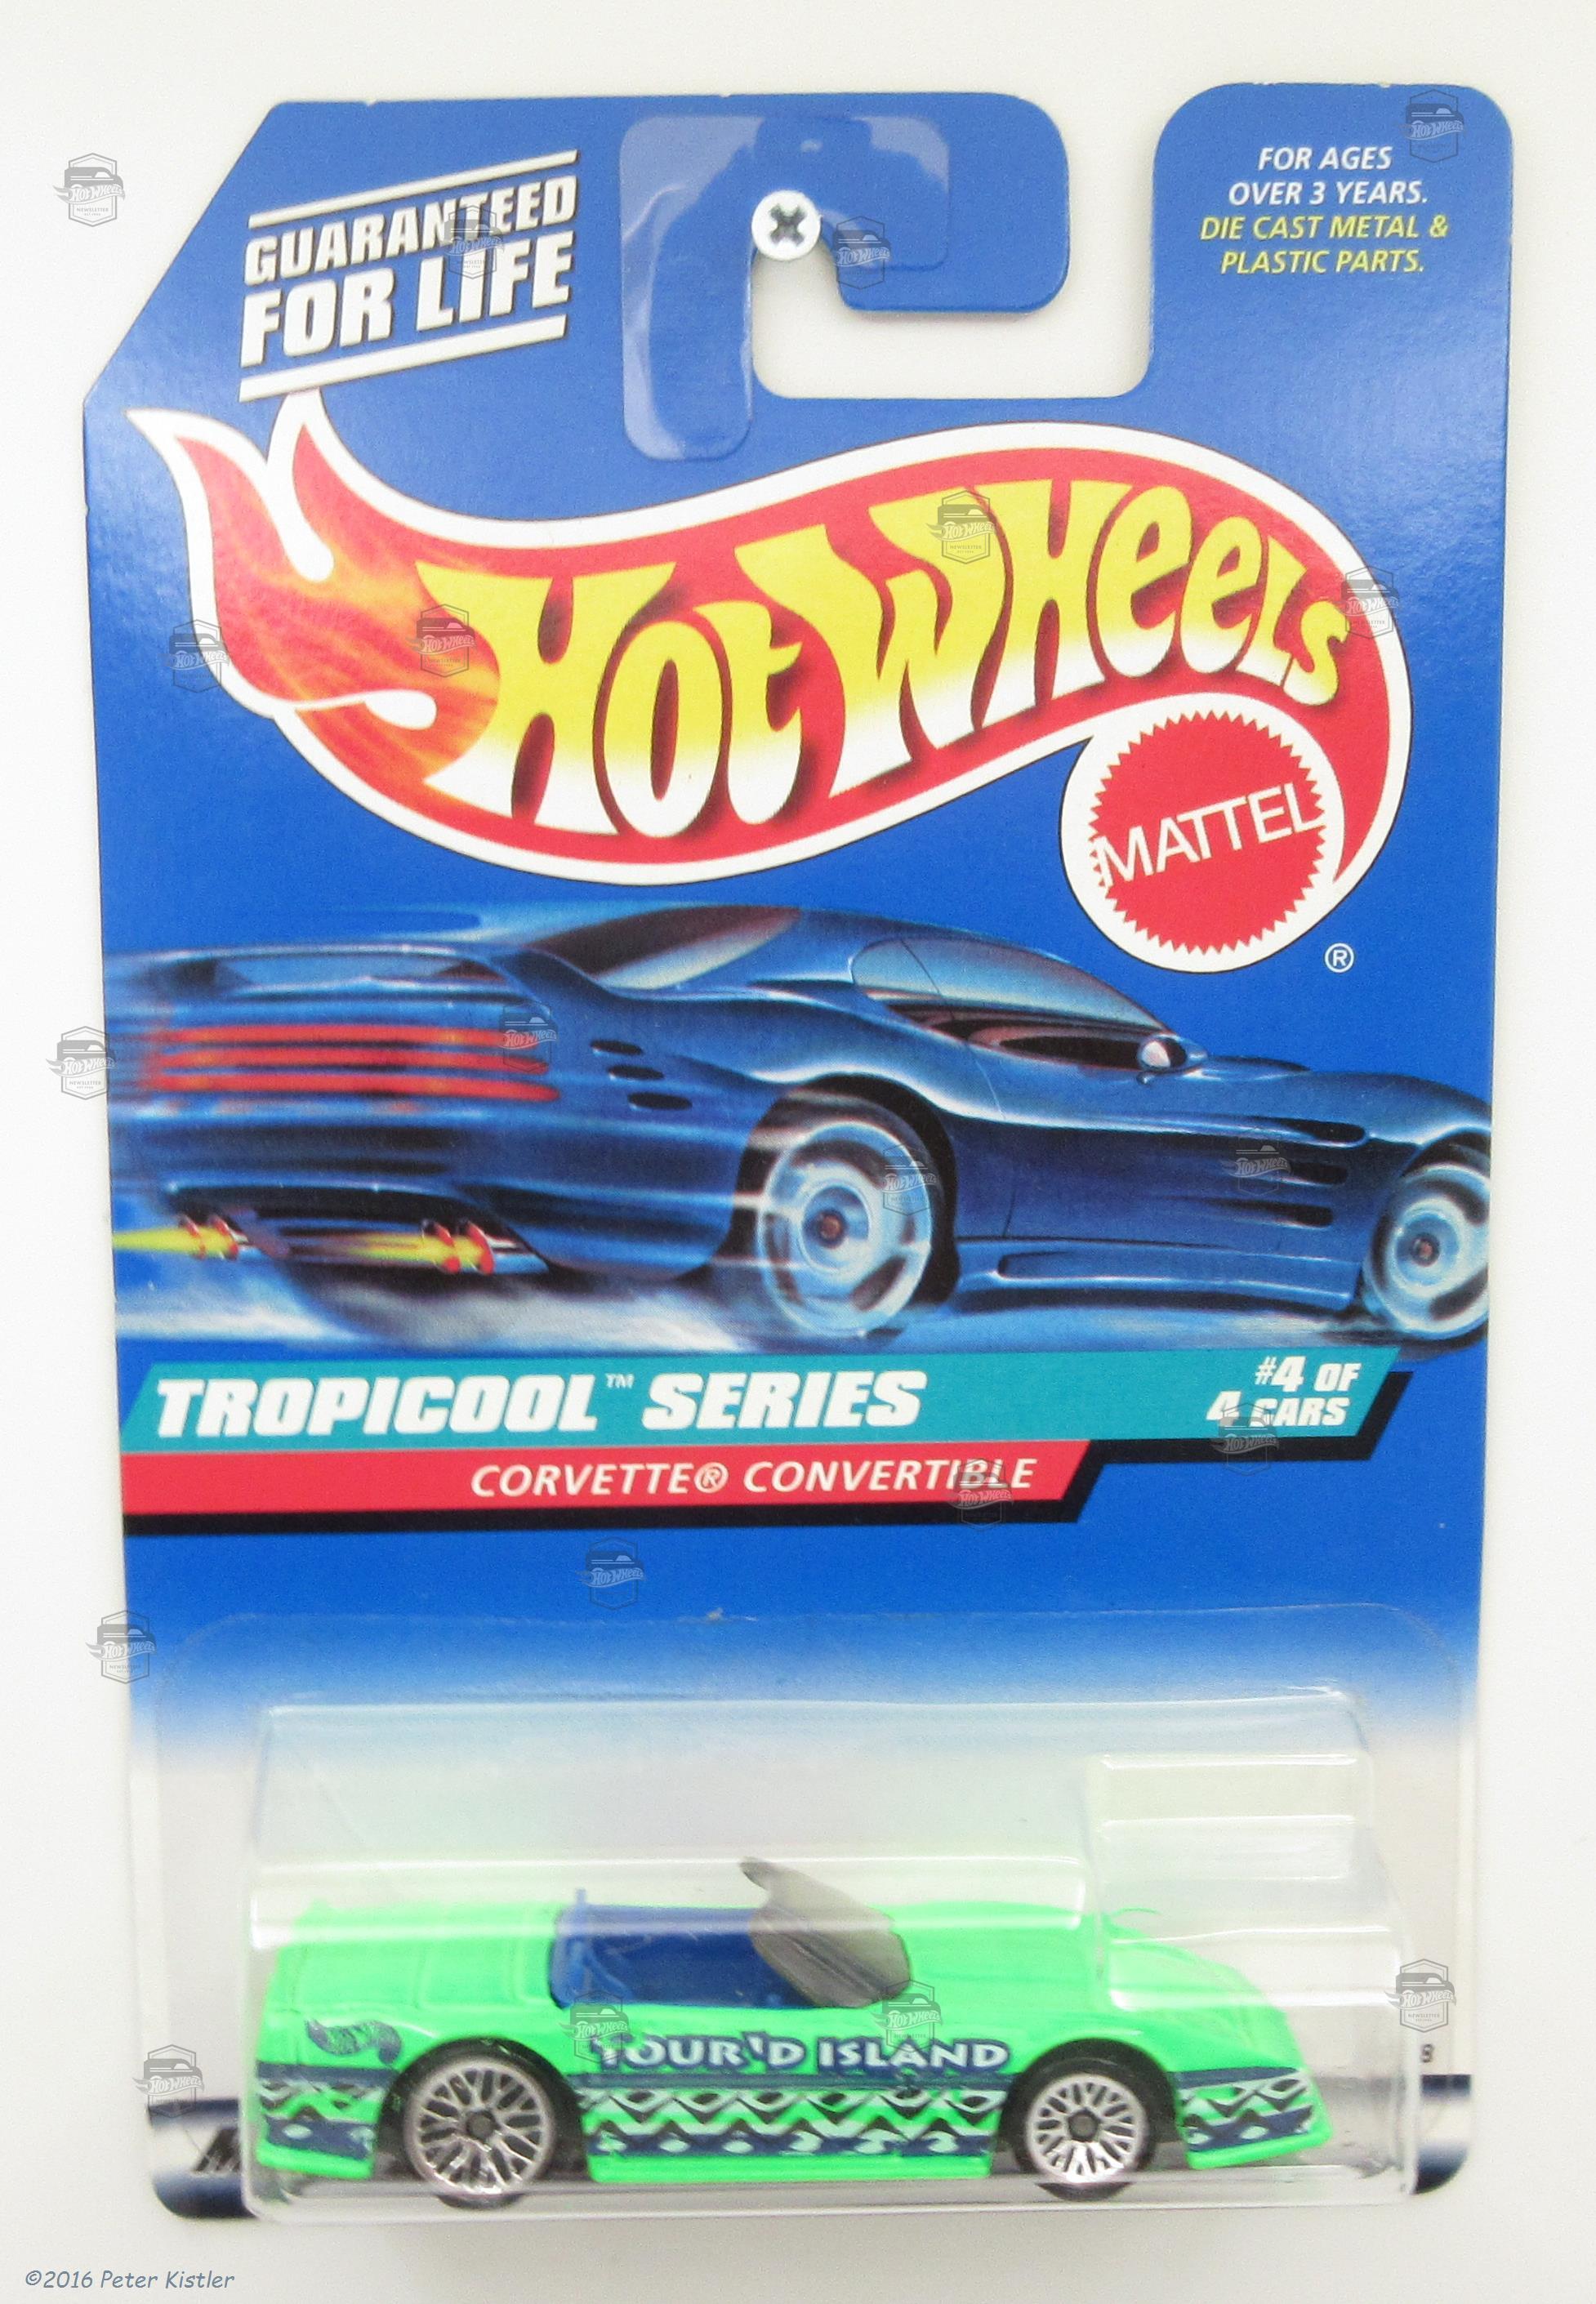 GUARANTEED
FOR LIFE
FOR AGES
OVER 3 YEARS.
DIE CAST METAL &
PLASTIC PARTS.
HOT WHEELS
MATTEL
®
TROPICOOL™ SERIES
#4 OF
4 CARS
CORVETTE® CONVERTIBLE
TOUR'D ISLAND
8
©2016 Peter Kistler